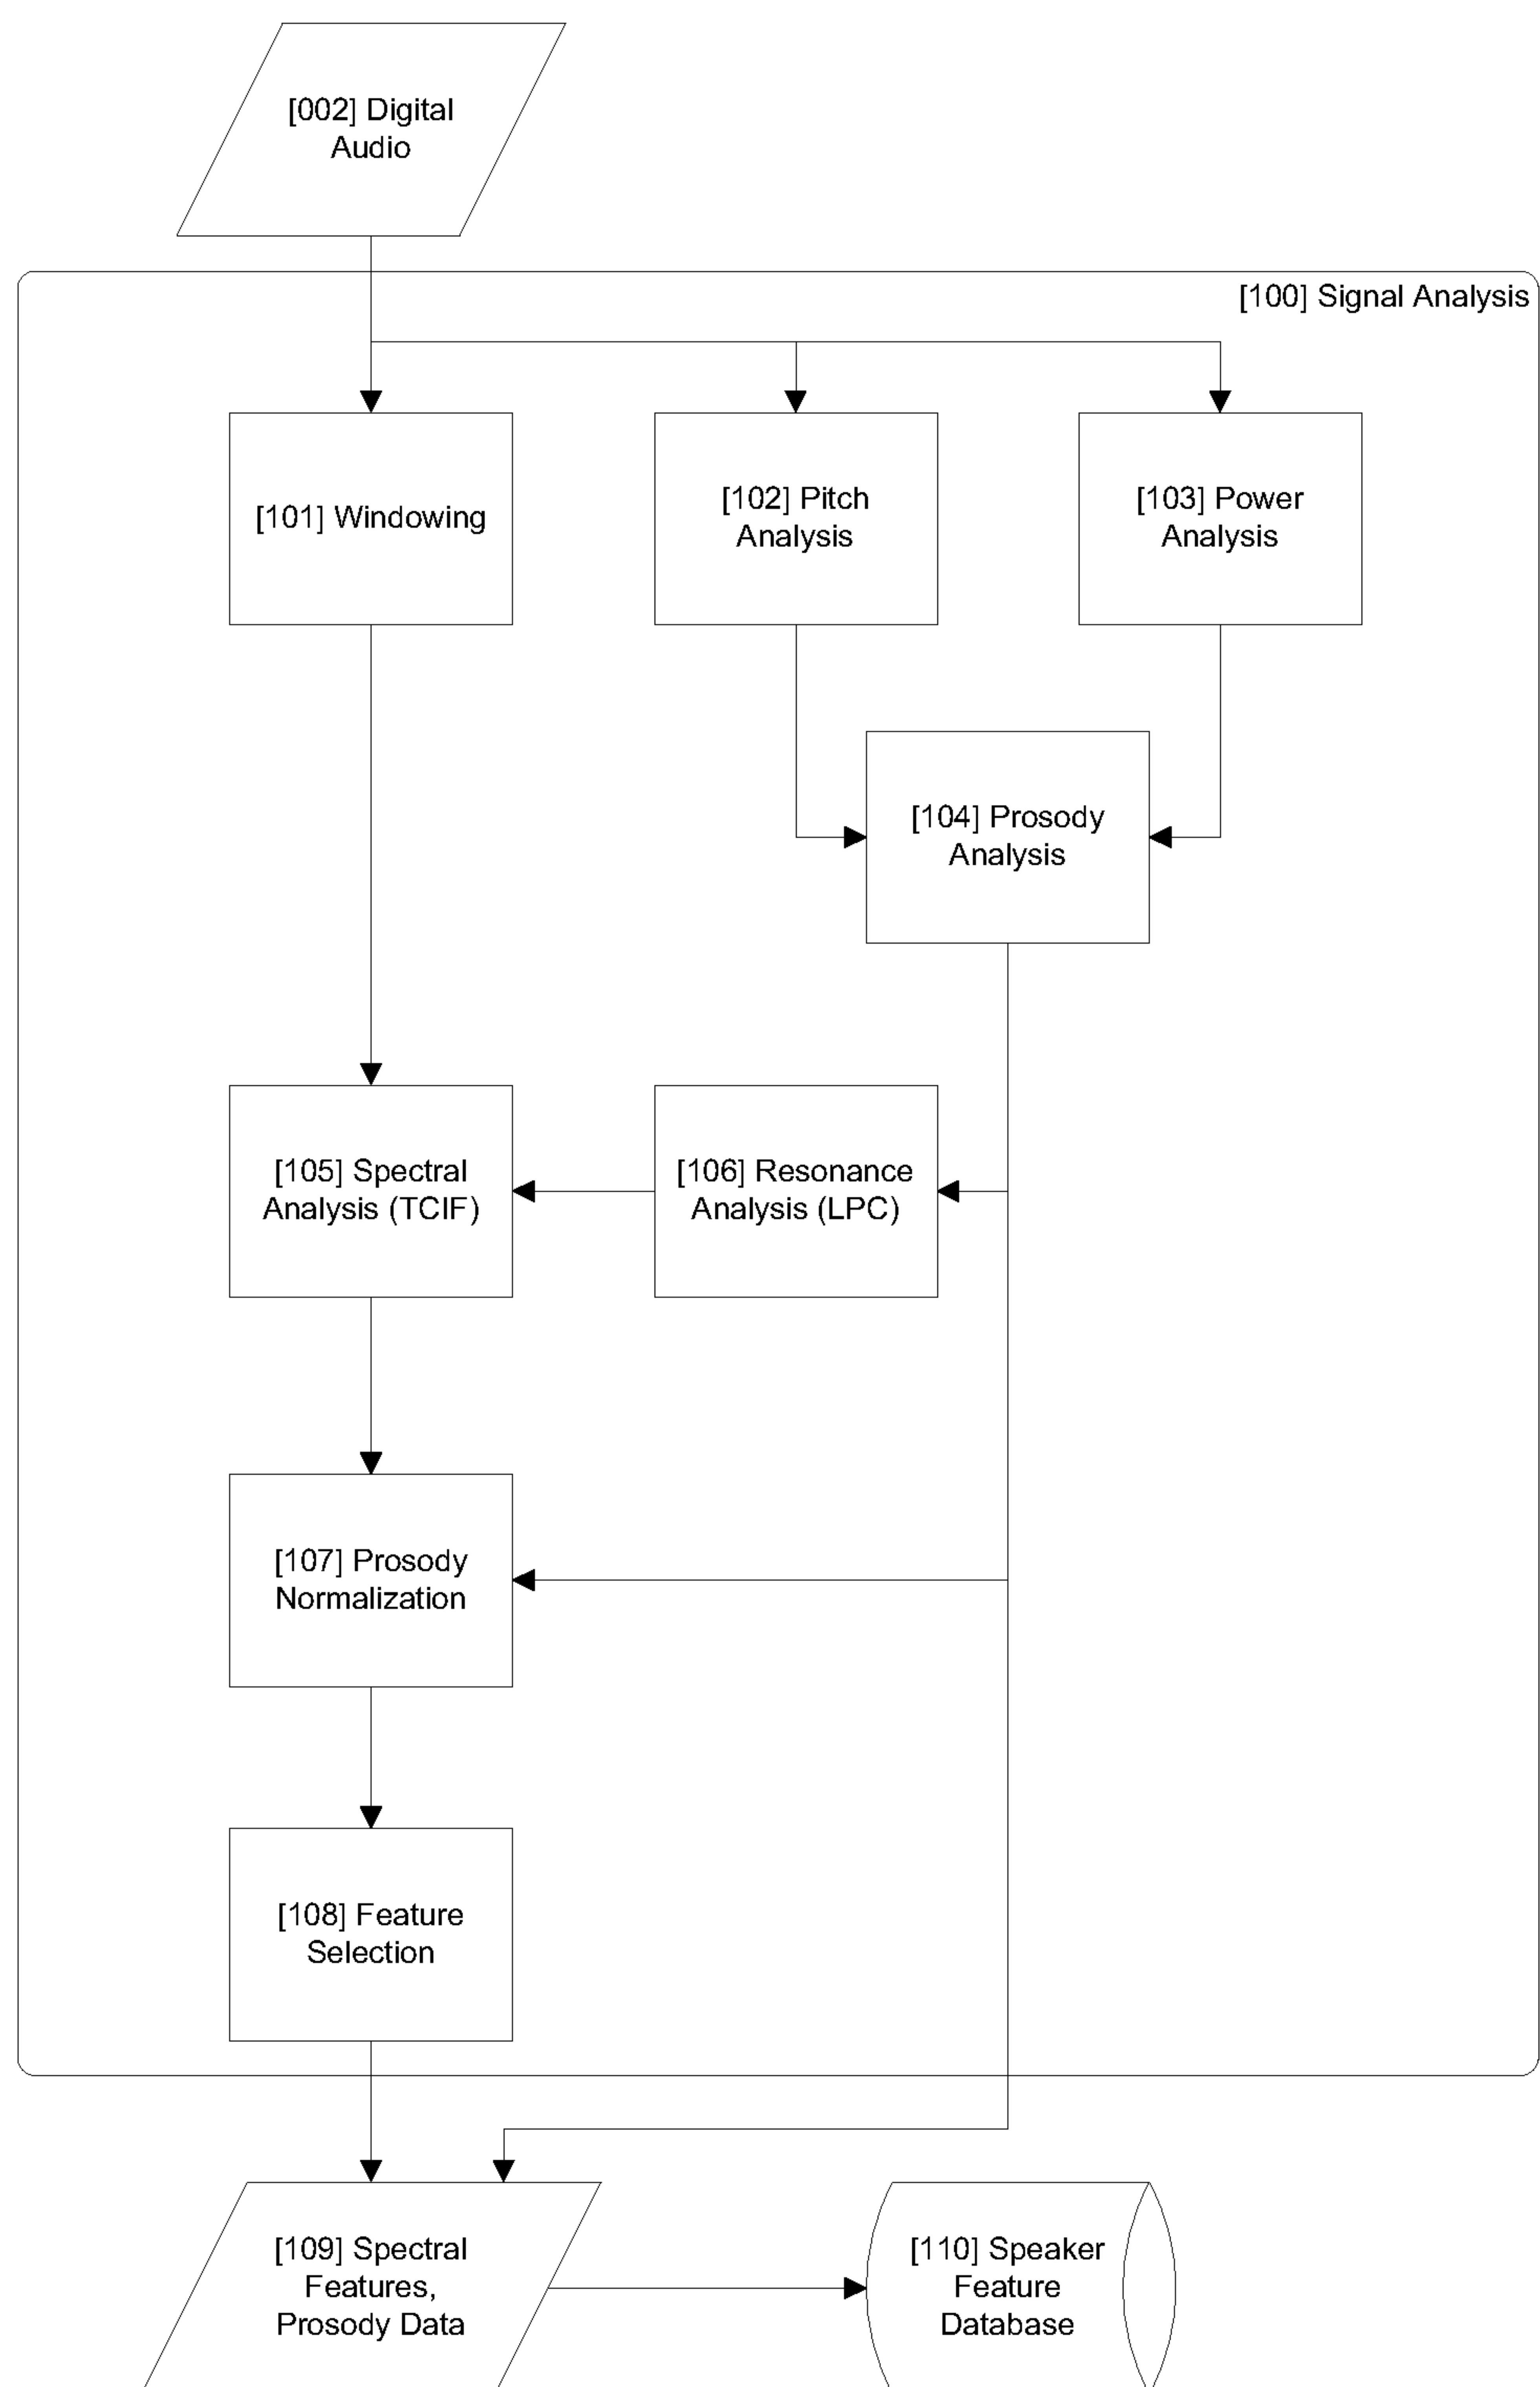 [002] Digital
Audio
[100] Signal Analysis
[101] Windowing
[102] Pitch
Analysis
[103] Power
Analysis
[104] Prosody
Analysis
[105] Spectral
Analysis (TCIF)
[106] Resonance
Analysis (LPC)
[107] Prosody
Normalization
[108] Feature
Selection
[109] Spectral
Features,
Prosody Data
[110] Speaker
Feature
Database